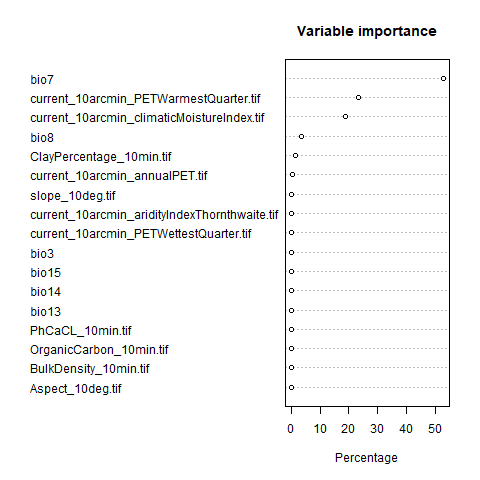 Variable importance
bio7
current_10arcmin_PETWarmestQuarter.tif
current_10arcmin_climaticMoistureIndex.tif
bio8
ClayPercentage_10min.tif
current_10arcmin_annualPET.tif
slope_10deg.tif
current_10arcmin_aridityIndexThornthwaite.tif
current_10arcmin_PETWettestQuarter.tif
bio3
bio15
bio14
bio13
PhCaCL_10min.tif
OrganicCarbon_10min.tif
BulkDensity_10min.tif
Aspect_10deg.tif
0 10 20 30 40 50
Percentage